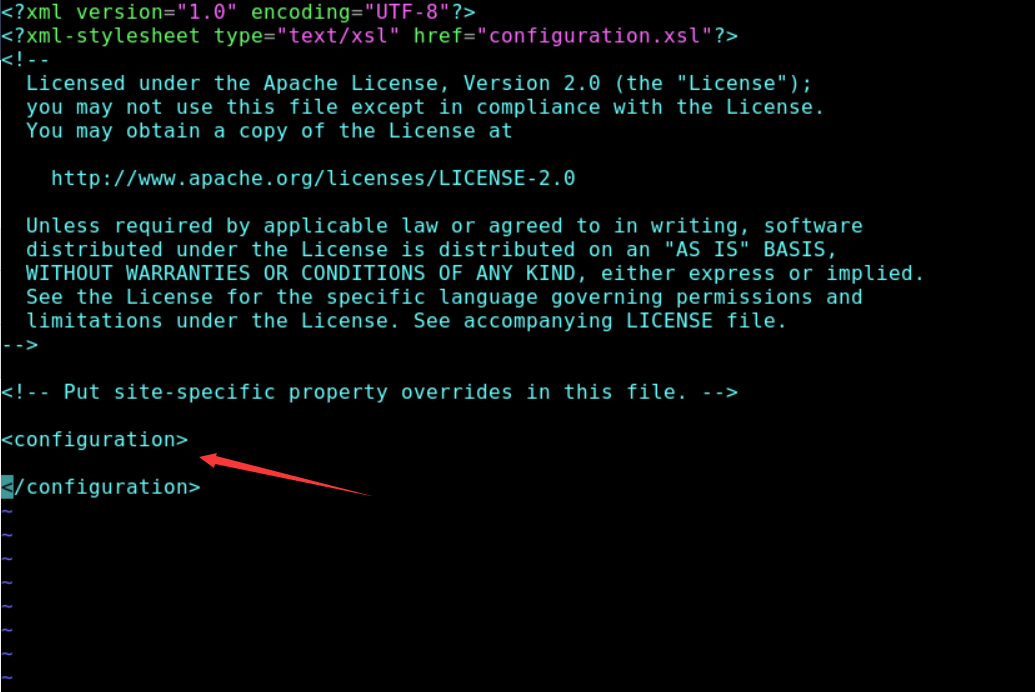 <?xml version="1.0" encoding="UTF-8"?>
<?xml-stylesheet type="text/xsl" href="configuration.xsl"?>
<!--
  Licensed under the Apache License, Version 2.0 (the "License");
  you may not use this file except in compliance with the License.
  You may obtain a copy of the License at

    http://www.apache.org/licenses/LICENSE-2.0

  Unless required by applicable law or agreed to in writing, software
  distributed under the License is distributed on an "AS IS" BASIS,
  WITHOUT WARRANTIES OR CONDITIONS OF ANY KIND, either express or implied.
  See the License for the specific language governing permissions and
  limitations under the License. See accompanying LICENSE file.
-->

<!-- Put site-specific property overrides in this file. -->

<configuration>

</configuration>
~
~
~
~
~
~
~
~